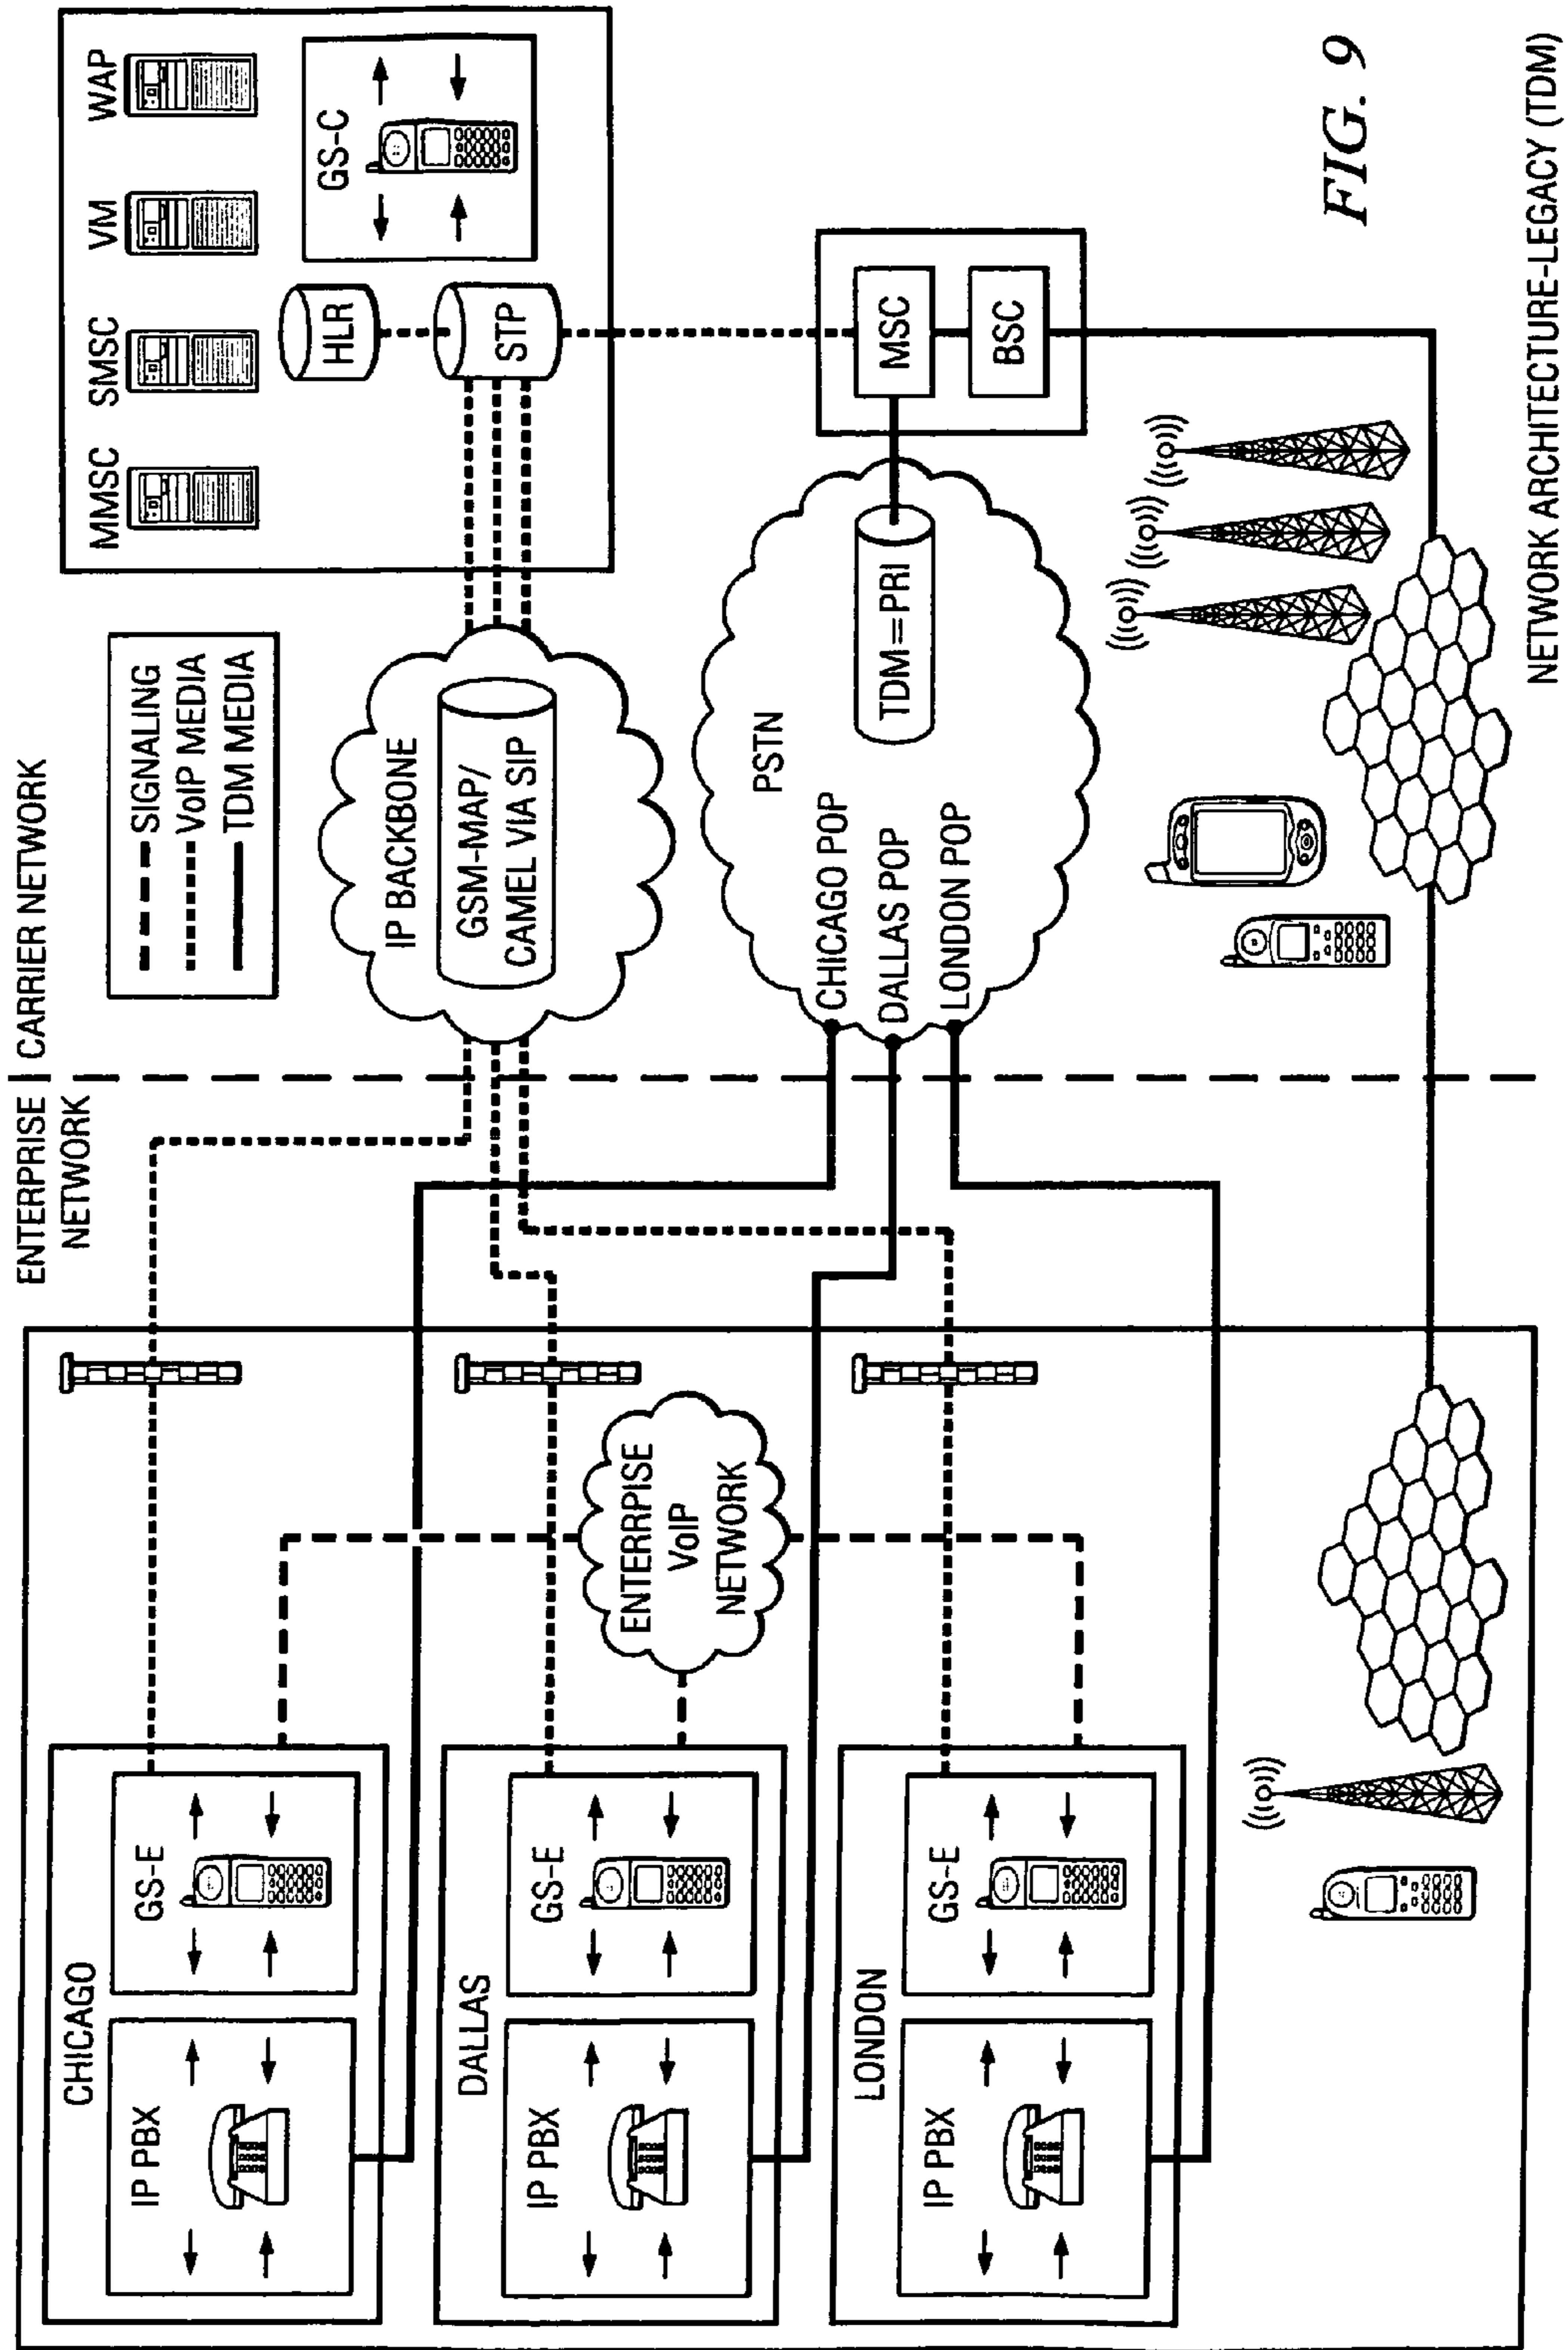 ENTERPRISE
NETWORK
CARRIER NETWORK
SIGNALING
VoIP MEDIA
TDM MEDIA
CHICAGO
IP PBX
GS-E
DALLAS
IP PBX
GS-E
LONDON
IP PBX
GS-E
ENTERRPISE
VoIP
NETWORK
IP BACKBONE
GSM-MAP/
CAMEL VIA SIP
MMSC
SMSC
VM
WAP
HLR
STP
GS-C
PSTN
CHICAGO POP
DALLAS POP
LONDON POP
TDM=PRI
MSC
BSC
FIG. 9
NETWORK ARCHITECTURE-LEGACY (TDM)